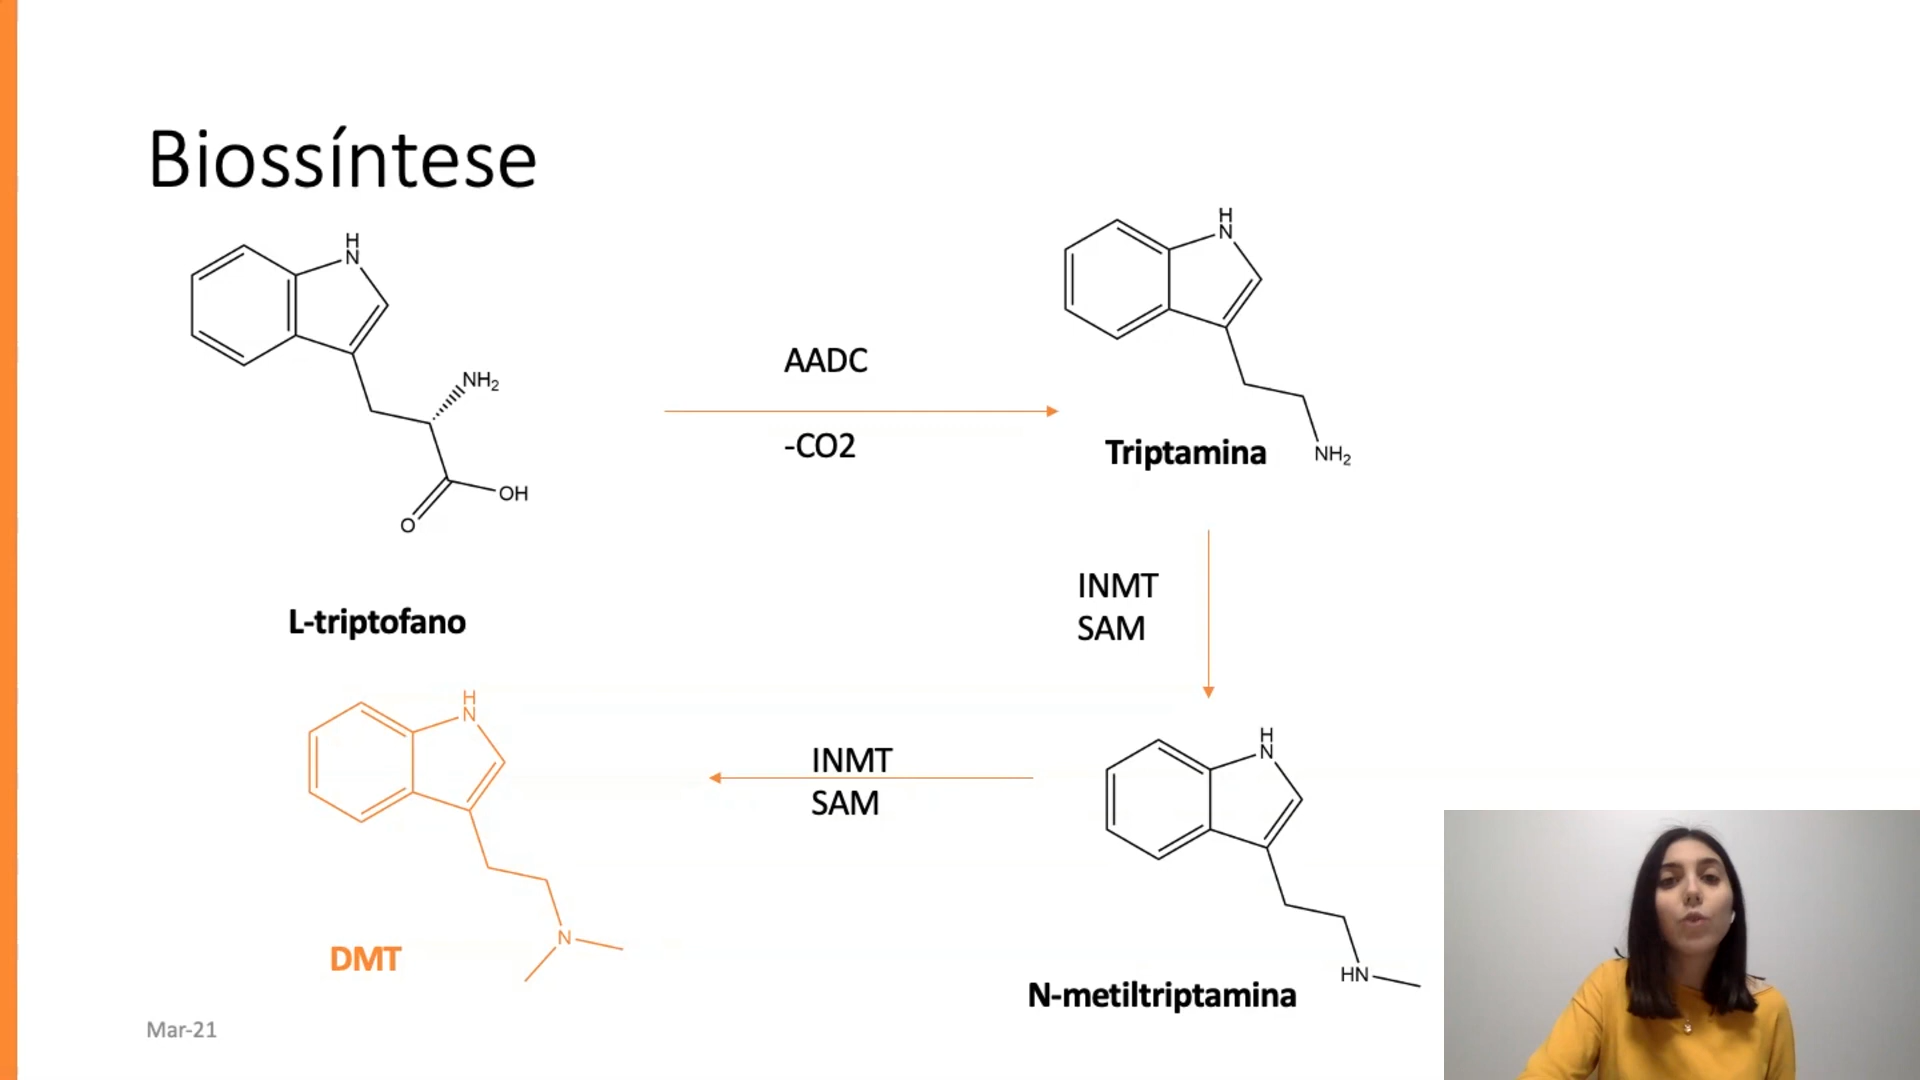 Biossíntese
H
N
NH2
OH
O
L-triptofano
AADC
-CO2
H
N
NH2
Triptamina
INMT
SAM
H
N
HN
N-metiltriptamina
INMT
SAM
H
N
N
DMT
Mar-21